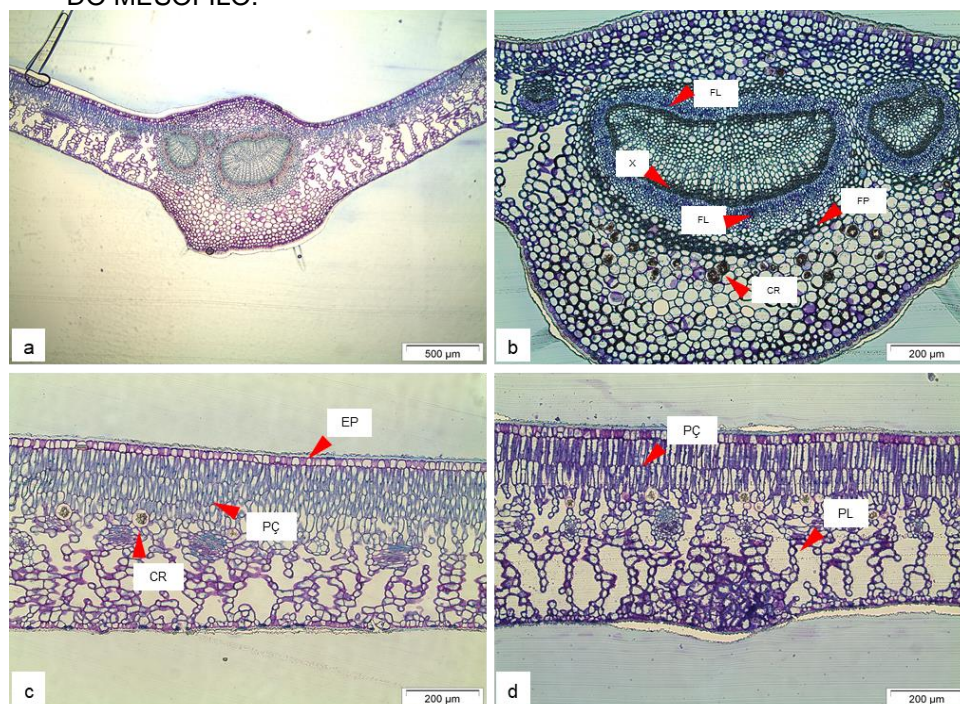 DO MESOFILO.
FL
X
FP
FL
CR
a
500 µm
b
200 µm
EP
PÇ
CR
c
200 µm
PÇ
PL
d
200 µm